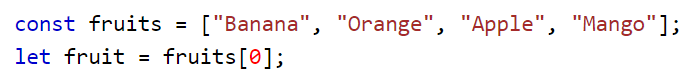 const fruits = ["Banana", "Orange", "Apple", "Mango"];
let fruit = fruits[0];